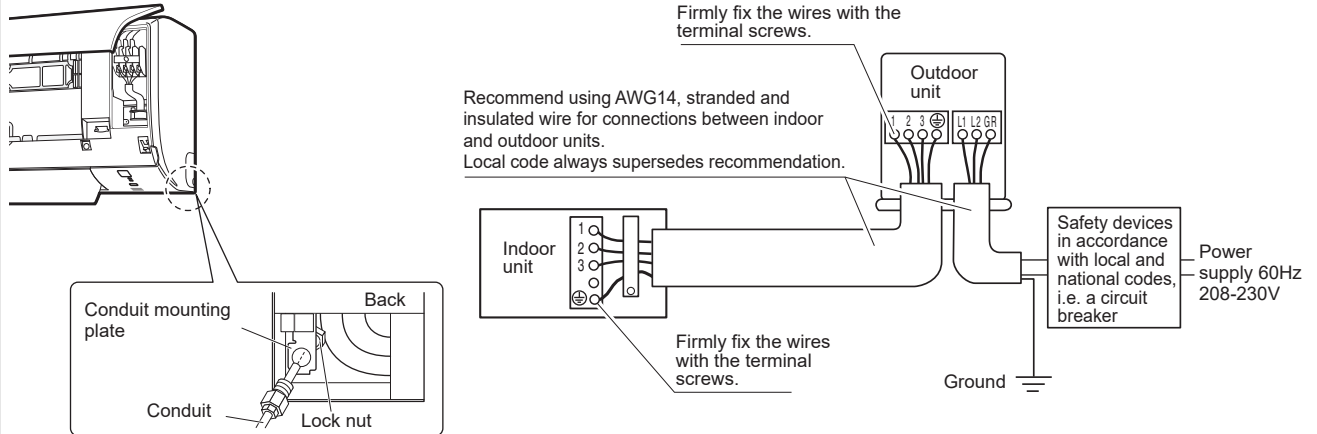 Firmly fix the wires with the
terminal screws.
Outdoor
unit
1 2 3
L1 L2 GR
Recommend using AWG14, stranded and
insulated wire for connections between indoor
and outdoor units.
Local code always supersedes recommendation.
Indoor
unit
1
2
3
Safety devices
in accordance
with local and
national codes,
i.e. a circuit
breaker
Power
supply 60Hz
208-230V
Firmly fix the wires
with the terminal
screws.
Ground
Conduit mounting
plate
Back
Conduit
Lock nut